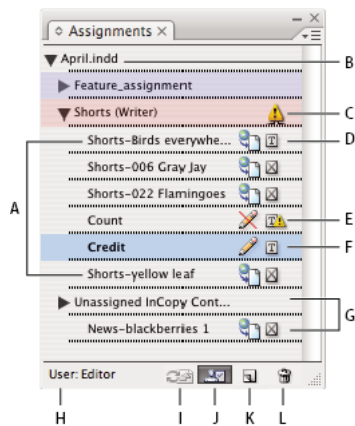 Assignments
April.indd
B
Feature_assignment
Shorts (Writer)
C
Shorts-Birds everywhe...
T
D
Shorts-006 Gray Jay
Shorts-022 Flamingoes
A
Count
T
E
Credit
T
F
Shorts-yellow leaf
Unassigned InCopy Cont...
G
News-blackberries 1
User: Editor
H
I
J
K
L